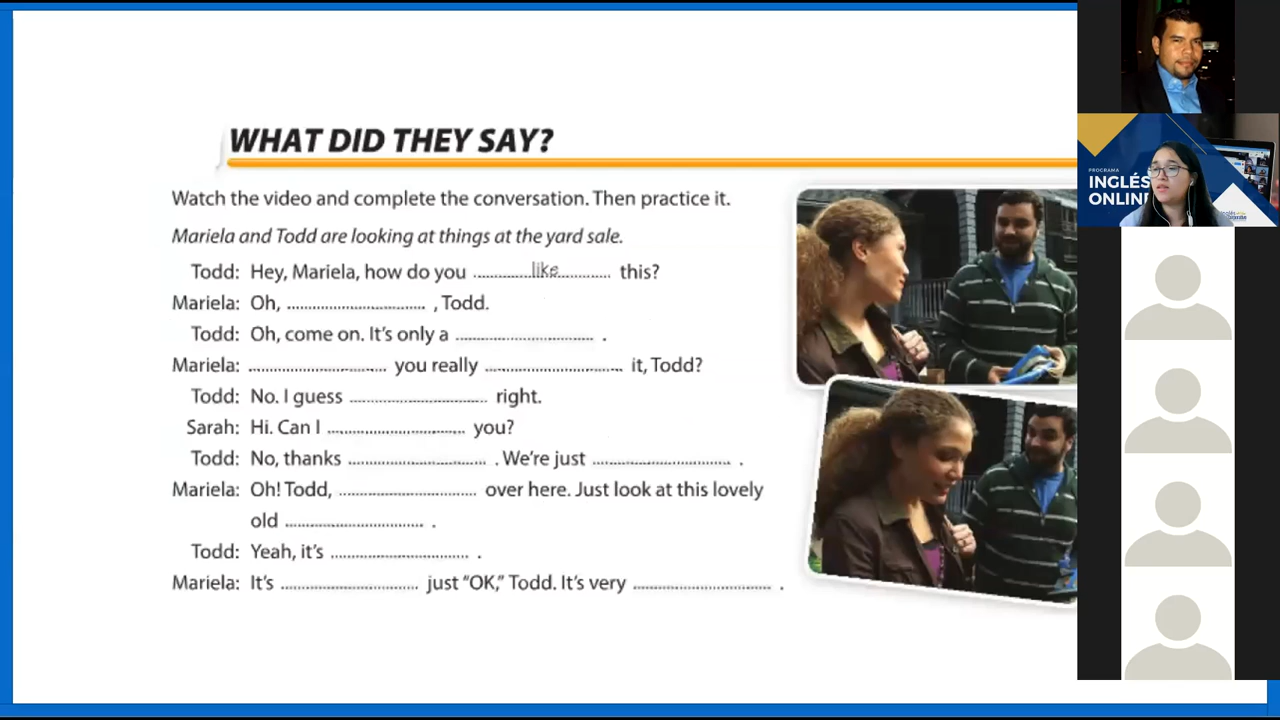 WHAT DID THEY SAY?
Watch the video and complete the conversation. Then practice it.
Mariela and Todd are looking at things at the yard sale.
Todd: Hey, Mariela, how do you ..........like.......... this?
Mariela: Oh, .............................. , Todd.
Todd: Oh, come on. It's only a .............................. .
Mariela: .............................. you really .............................. it, Todd?
Todd: No. I guess .............................. right.
Sarah: Hi. Can I .............................. you?
Todd: No, thanks .............................. . We're just .............................. .
Mariela: Oh! Todd, .............................. over here. Just look at this lovely
old .............................. .
Todd: Yeah, it's .............................. .
Mariela: It's .............................. just "OK," Todd. It's very .............................. .
PROGRAMA
INGLÉS
ONLINE